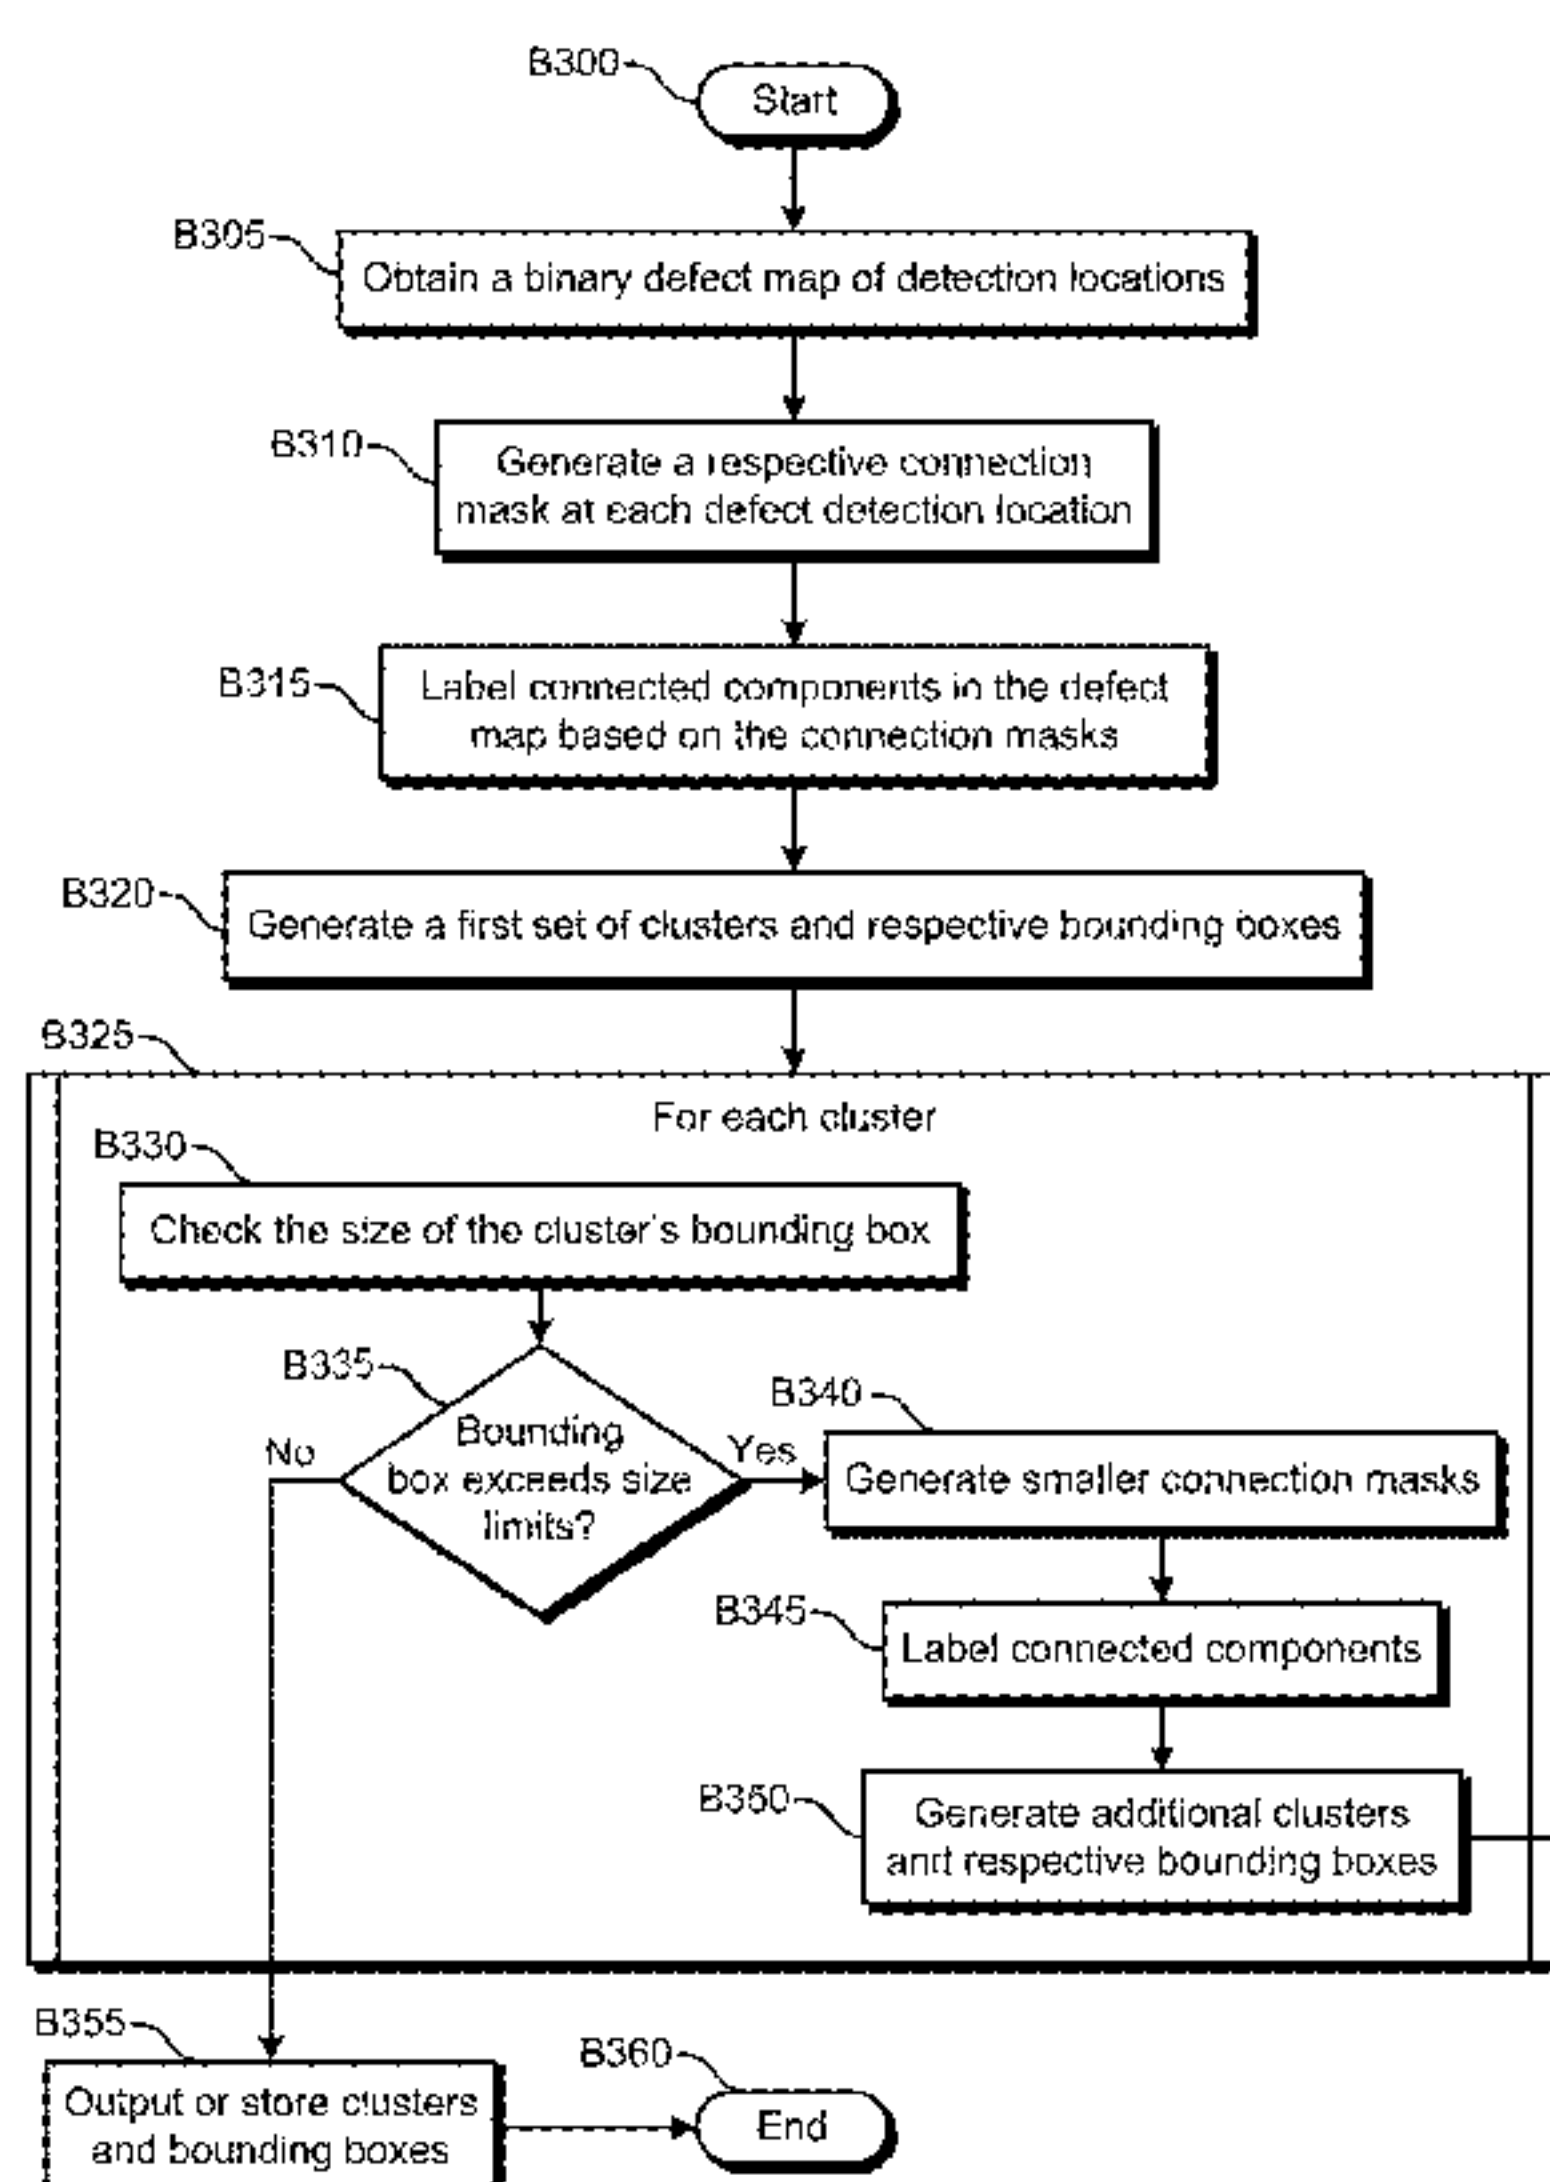 B300
Start
B305
Obtain a binary defect map of detection locations
B310
Generate a respective connection
mask at each defect detection location
B315
Label connected components in the defect
map based on the connection masks
B320
Generate a first set of clusters and respective bounding boxes
B325
For each cluster
B330
Check the size of the cluster's bounding box
B335
Bounding
box exceeds size
limits?
No
Yes
B340
Generate smaller connection masks
B345
Label connected components
B350
Generate additional clusters
and respective bounding boxes
B355
Output or store clusters
and bounding boxes
B360
End